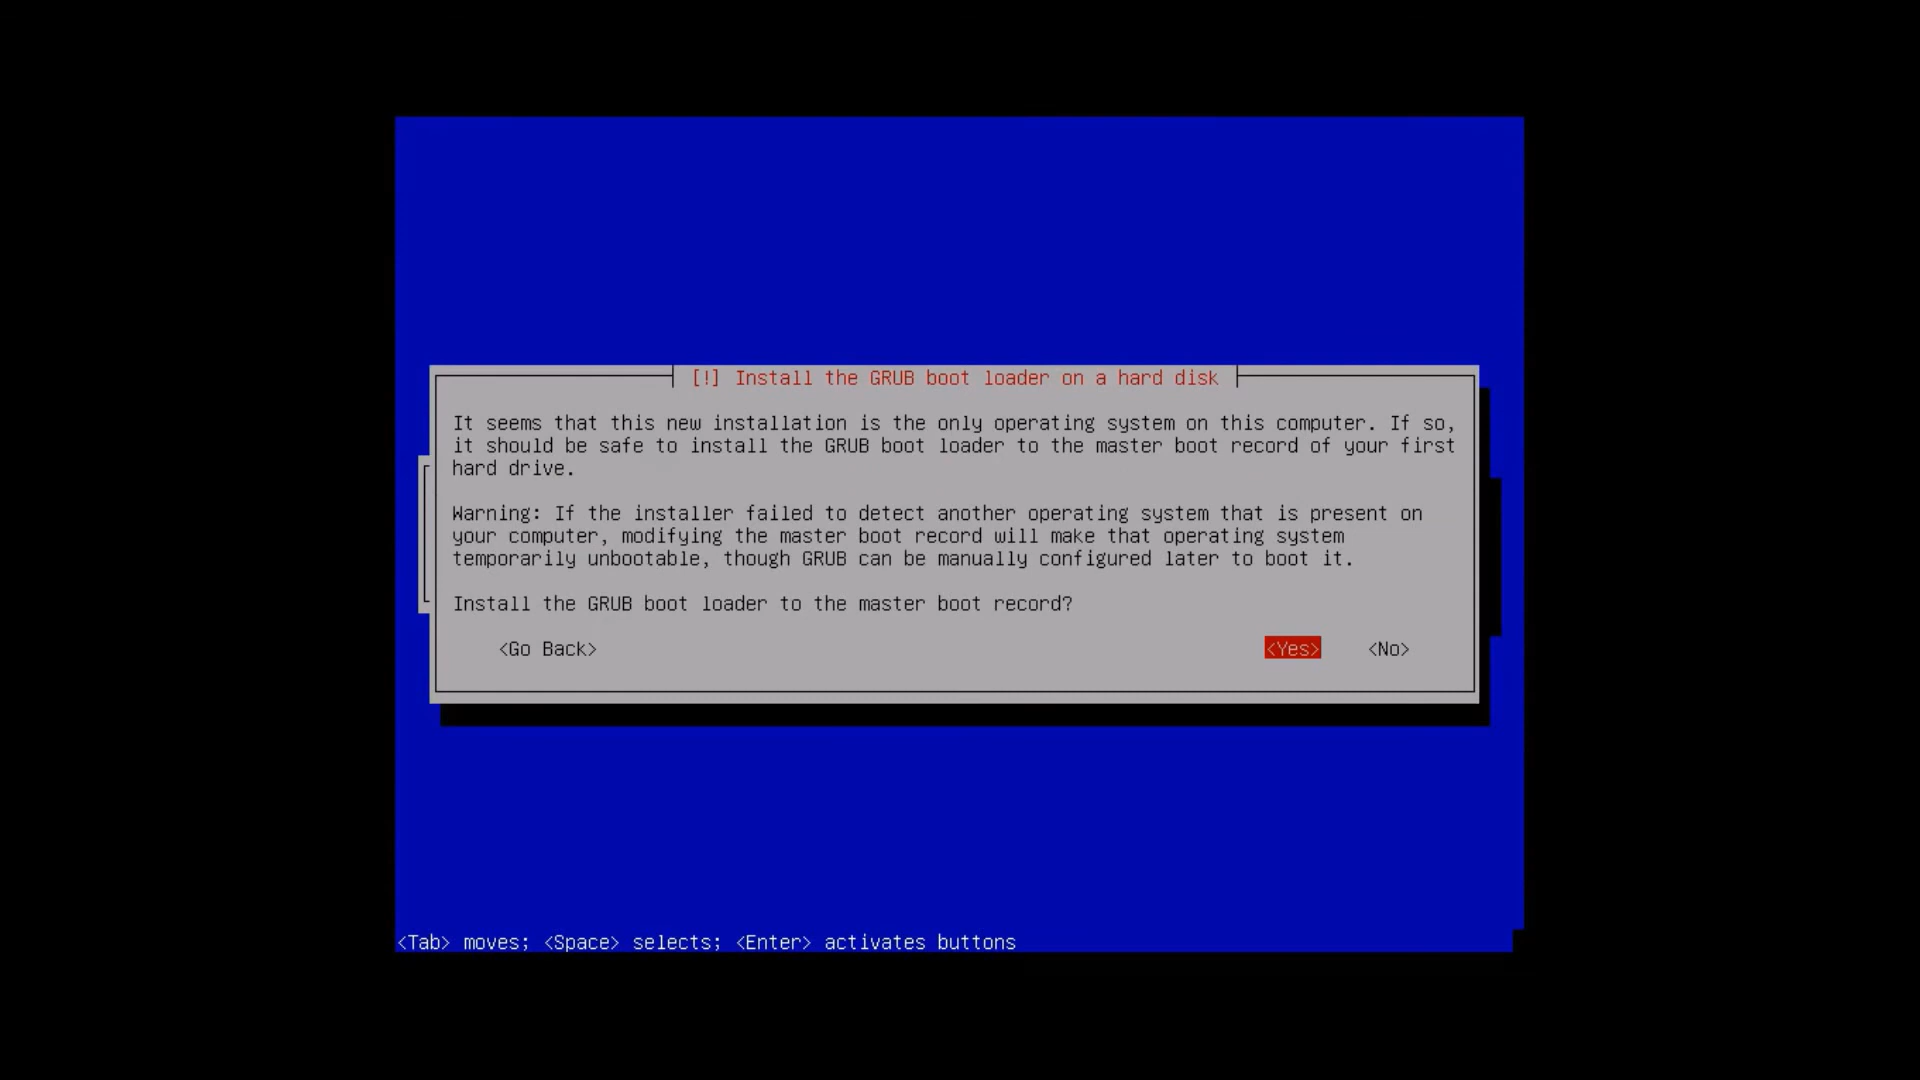 [!] Install the GRUB boot loader on a hard disk
It seems that this new installation is the only operating system on this computer. If so,
it should be safe to install the GRUB boot loader to the master boot record of your first
hard drive.
Warning: If the installer failed to detect another operating system that is present on
your computer, modifying the master boot record will make that operating system
temporarily unbootable, though GRUB can be manually configured later to boot it.
Install the GRUB boot loader to the master boot record?
<Go Back> <Yes> <No>
<Tab> moves; <Space> selects; <Enter> activates buttons